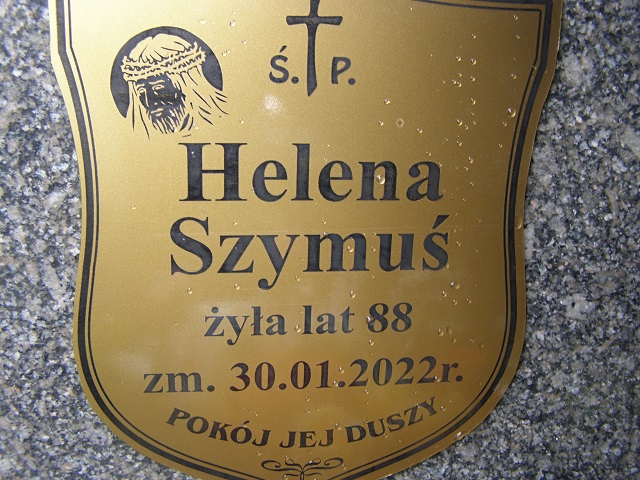 Ś. P.
Helena
Szymuś
żyła lat 88
zm. 30.01.2022r.
POKÓJ JEJ DUSZY